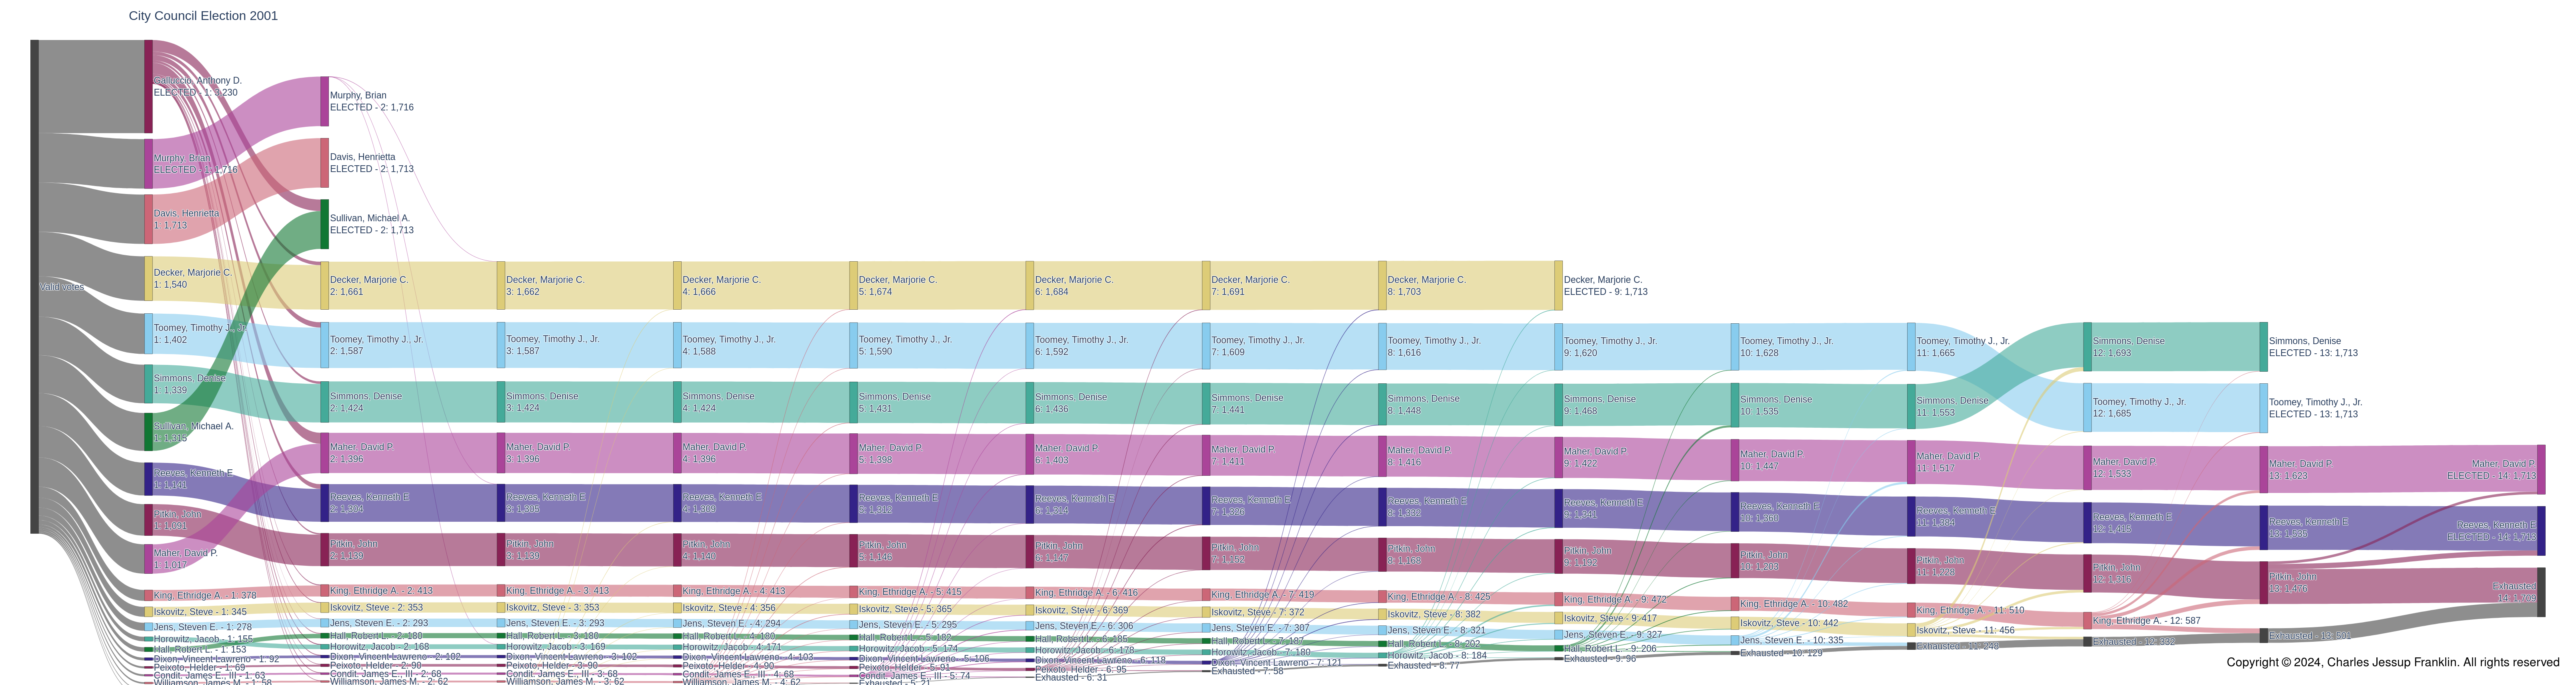 City Council Election 2001
Valid votes
Galluccio, Anthony D.
ELECTED - 1: 3,230
Murphy, Brian
ELECTED - 1: 1,716
Davis, Henrietta
1: 1,713
Decker, Marjorie C.
1: 1,540
Toomey, Timothy J., Jr.
1: 1,402
Simmons, Denise
1: 1,339
Sullivan, Michael A.
1: 1,315
Reeves, Kenneth E
1: 1,141
Pitkin, John
1: 1,091
Maher, David P.
1: 1,017
King, Ethridge A. - 1: 378
Iskovitz, Steve - 1: 345
Jens, Steven E. - 1: 278
Horowitz, Jacob - 1: 155
Hall, Robert L. - 1: 153
Dixon, Vincent Lawreno - 1: 92
Peixoto, Helder - 1: 69
Condit, James E., III - 1: 63
Williamson, James M. - 1: 58
Murphy, Brian
ELECTED - 2: 1,716
Davis, Henrietta
ELECTED - 2: 1,713
Sullivan, Michael A.
ELECTED - 2: 1,713
Decker, Marjorie C.
2: 1,661
Toomey, Timothy J., Jr.
2: 1,587
Simmons, Denise
2: 1,424
Maher, David P.
2: 1,396
Reeves, Kenneth E
2: 1,304
Pitkin, John
2: 1,139
King, Ethridge A. - 2: 413
Iskovitz, Steve - 2: 353
Jens, Steven E. - 2: 293
Hall, Robert L. - 2: 180
Horowitz, Jacob - 2: 168
Dixon, Vincent Lawreno - 2: 102
Peixoto, Helder - 2: 90
Condit, James E., III - 2: 68
Williamson, James M. - 2: 62
Decker, Marjorie C.
3: 1,662
Toomey, Timothy J., Jr.
3: 1,587
Simmons, Denise
3: 1,424
Maher, David P.
3: 1,396
Reeves, Kenneth E
3: 1,305
Pitkin, John
3: 1,139
King, Ethridge A. - 3: 413
Iskovitz, Steve - 3: 353
Jens, Steven E. - 3: 293
Hall, Robert L. - 3: 180
Horowitz, Jacob - 3: 169
Dixon, Vincent Lawreno - 3: 102
Peixoto, Helder - 3: 90
Condit, James E., III - 3: 68
Williamson, James M. - 3: 62
Decker, Marjorie C.
4: 1,666
Toomey, Timothy J., Jr.
4: 1,588
Simmons, Denise
4: 1,424
Maher, David P.
4: 1,396
Reeves, Kenneth E
4: 1,309
Pitkin, John
4: 1,140
King, Ethridge A. - 4: 413
Iskovitz, Steve - 4: 356
Jens, Steven E. - 4: 294
Hall, Robert L. - 4: 180
Horowitz, Jacob - 4: 171
Dixon, Vincent Lawreno - 4: 103
Peixoto, Helder - 4: 90
Condit, James E., III - 4: 68
Williamson, James M. - 4: 62
Decker, Marjorie C.
5: 1,674
Toomey, Timothy J., Jr.
5: 1,590
Simmons, Denise
5: 1,431
Maher, David P.
5: 1,398
Reeves, Kenneth E
5: 1,312
Pitkin, John
5: 1,146
King, Ethridge A. - 5: 415
Iskovitz, Steve - 5: 365
Jens, Steven E. - 5: 295
Hall, Robert L. - 5: 182
Horowitz, Jacob - 5: 174
Dixon, Vincent Lawreno - 5: 106
Peixoto, Helder - 5: 91
Condit, James E., III - 5: 74
Exhausted - 5: 21
Decker, Marjorie C.
6: 1,684
Toomey, Timothy J., Jr.
6: 1,592
Simmons, Denise
6: 1,436
Maher, David P.
6: 1,403
Reeves, Kenneth E
6: 1,314
Pitkin, John
6: 1,147
King, Ethridge A. - 6: 416
Iskovitz, Steve - 6: 369
Jens, Steven E. - 6: 306
Hall, Robert L. - 6: 185
Horowitz, Jacob - 6: 178
Dixon, Vincent Lawreno - 6: 118
Peixoto, Helder - 6: 95
Exhausted - 6: 31
Decker, Marjorie C.
7: 1,691
Toomey, Timothy J., Jr.
7: 1,609
Simmons, Denise
7: 1,441
Maher, David P.
7: 1,411
Reeves, Kenneth E
7: 1,326
Pitkin, John
7: 1,152
King, Ethridge A. - 7: 419
Iskovitz, Steve - 7: 372
Jens, Steven E. - 7: 307
Hall, Robert L. - 7: 187
Horowitz, Jacob - 7: 180
Dixon, Vincent Lawreno - 7: 121
Exhausted - 7: 58
Decker, Marjorie C.
8: 1,703
Toomey, Timothy J., Jr.
8: 1,616
Simmons, Denise
8: 1,448
Maher, David P.
8: 1,416
Reeves, Kenneth E
8: 1,332
Pitkin, John
8: 1,168
King, Ethridge A. - 8: 425
Iskovitz, Steve - 8: 382
Jens, Steven E. - 8: 321
Hall, Robert L. - 8: 202
Horowitz, Jacob - 8: 184
Exhausted - 8: 77
Decker, Marjorie C.
ELECTED - 9: 1,713
Toomey, Timothy J., Jr.
9: 1,620
Simmons, Denise
9: 1,468
Maher, David P.
9: 1,422
Reeves, Kenneth E
9: 1,341
Pitkin, John
9: 1,192
King, Ethridge A. - 9: 472
Iskovitz, Steve - 9: 417
Jens, Steven E. - 9: 327
Hall, Robert L. - 9: 206
Exhausted - 9: 96
Toomey, Timothy J., Jr.
10: 1,628
Simmons, Denise
10: 1,535
Maher, David P.
10: 1,447
Reeves, Kenneth E
10: 1,360
Pitkin, John
10: 1,203
King, Ethridge A. - 10: 482
Iskovitz, Steve - 10: 442
Jens, Steven E. - 10: 335
Exhausted - 10: 129
Toomey, Timothy J., Jr.
11: 1,665
Simmons, Denise
11: 1,553
Maher, David P.
11: 1,517
Reeves, Kenneth E
11: 1,384
Pitkin, John
11: 1,228
King, Ethridge A. - 11: 510
Iskovitz, Steve - 11: 456
Exhausted - 11: 248
Simmons, Denise
12: 1,693
Toomey, Timothy J., Jr.
12: 1,685
Maher, David P.
12: 1,533
Reeves, Kenneth E
12: 1,415
Pitkin, John
12: 1,316
King, Ethridge A. - 12: 587
Exhausted - 12: 332
Simmons, Denise
ELECTED - 13: 1,713
Toomey, Timothy J., Jr.
ELECTED - 13: 1,713
Maher, David P.
13: 1,623
Reeves, Kenneth E
13: 1,535
Pitkin, John
13: 1,476
Exhausted - 13: 501
Maher, David P.
ELECTED - 14: 1,713
Reeves, Kenneth E
ELECTED - 14: 1,713
Exhausted
14: 1,709
Copyright © 2024, Charles Jessup Franklin. All rights reserved